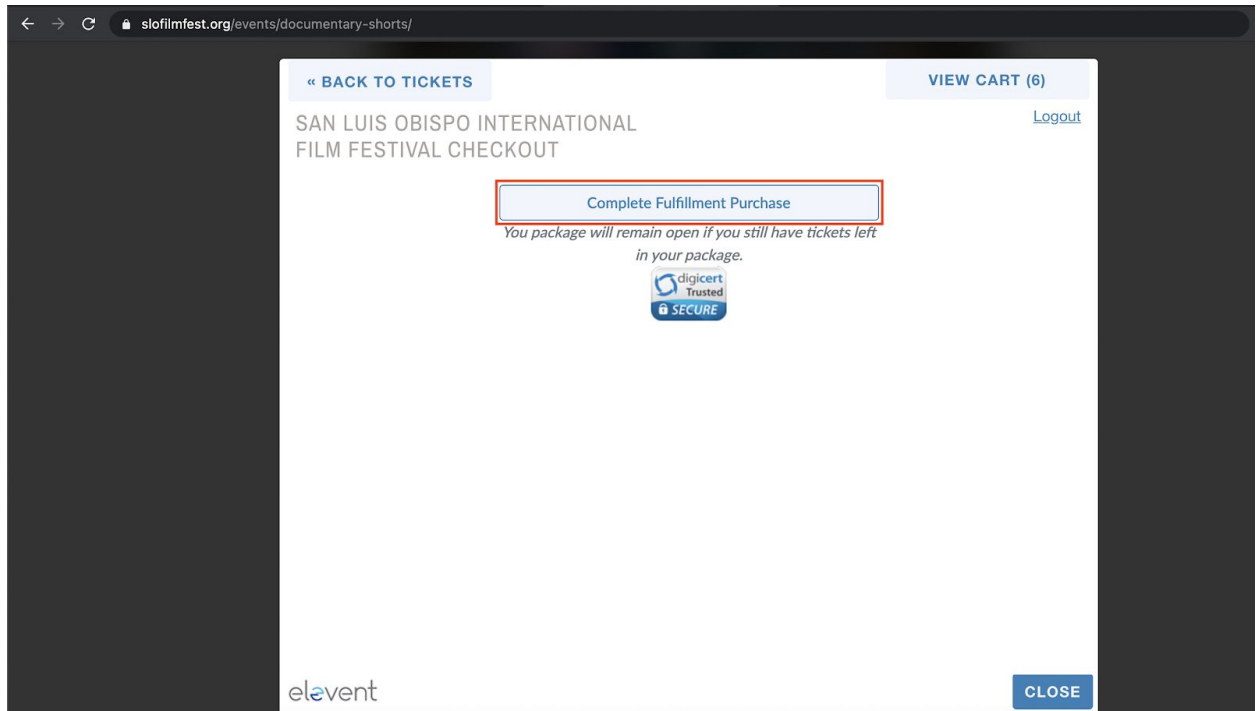 slofilmfest.org/events/documentary-shorts/
« BACK TO TICKETS
VIEW CART (6)
Logout
SAN LUIS OBISPO INTERNATIONAL
FILM FESTIVAL CHECKOUT
Complete Fulfillment Purchase
You package will remain open if you still have tickets left
in your package.
digicert
Trusted
SECURE
elevent
CLOSE